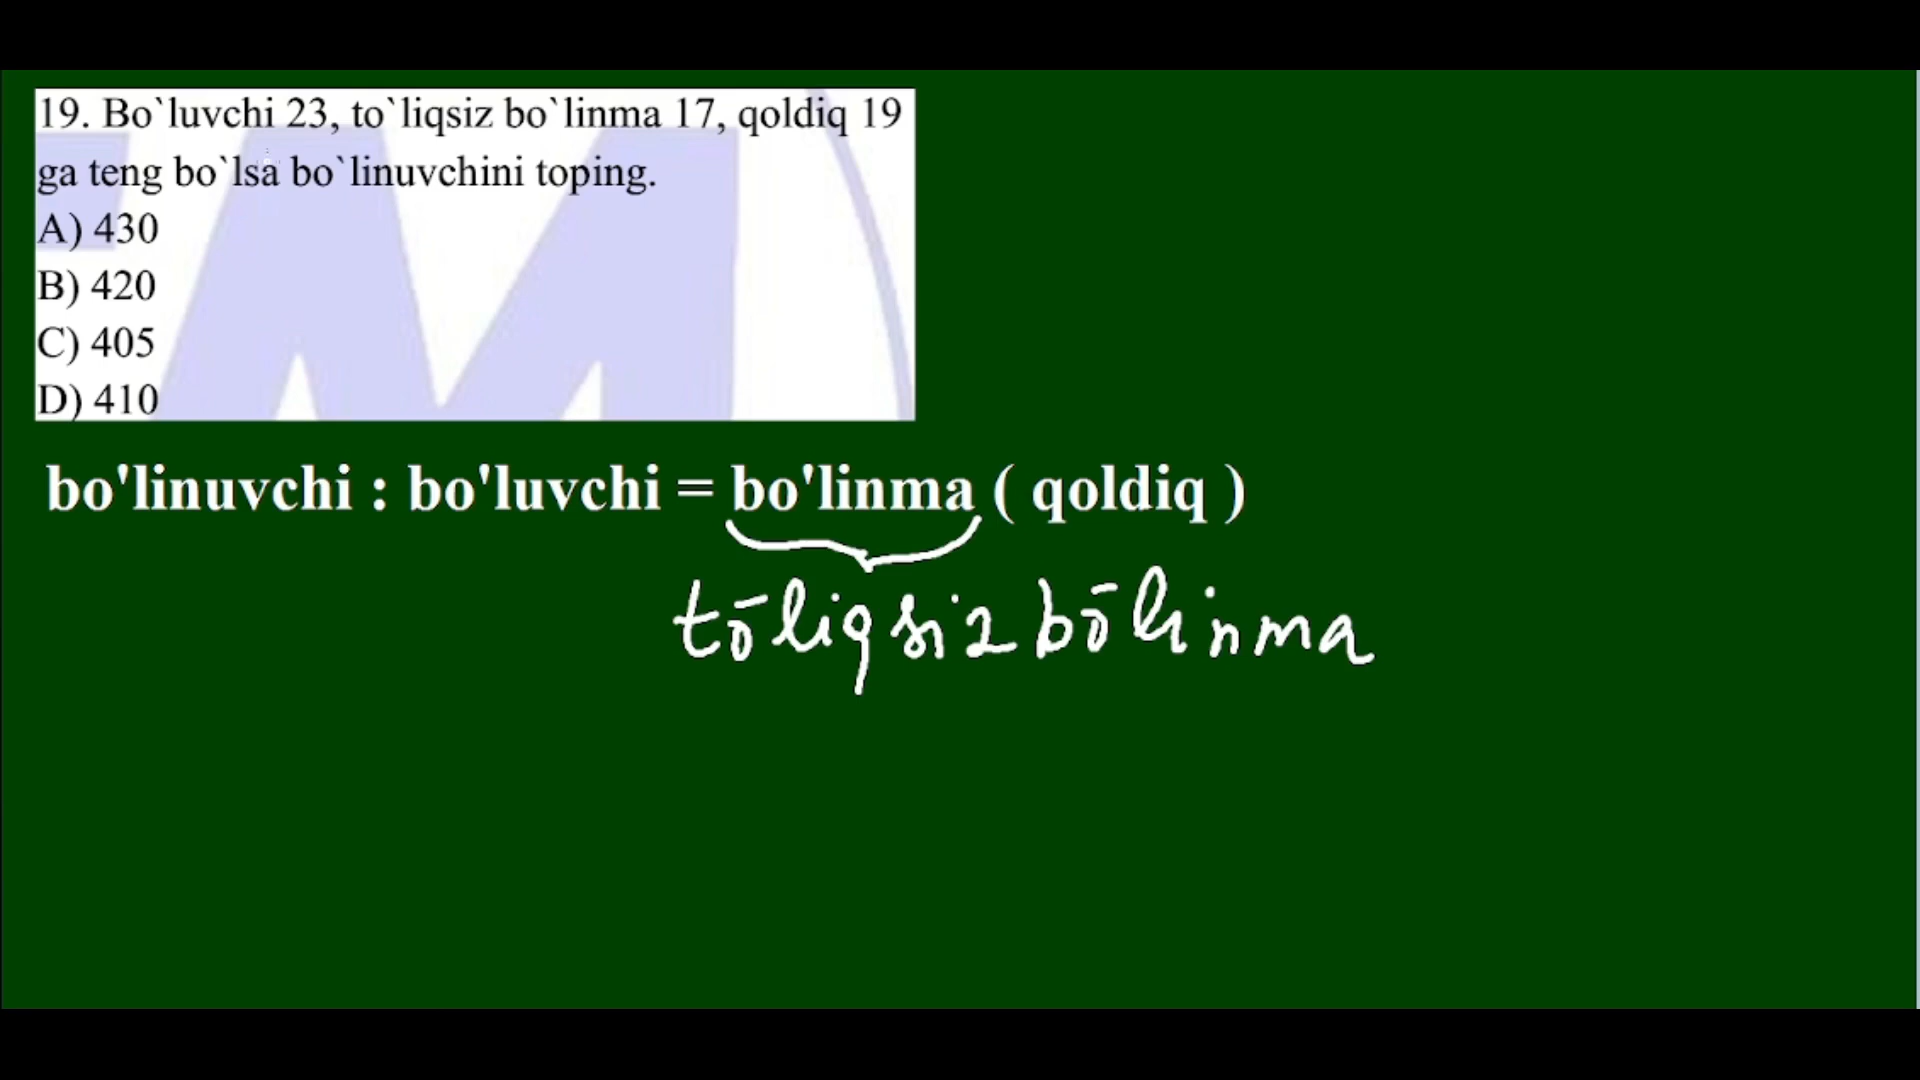 19. Bo`luvchi 23, to`liqsiz bo`linma 17, qoldiq 19
ga teng bo`lsa bo`linuvchini toping.
A) 430
B) 420
C) 405
D) 410
bo'linuvchi : bo'luvchi = bo'linma ( qoldiq )
tōliqsiz bōlinma